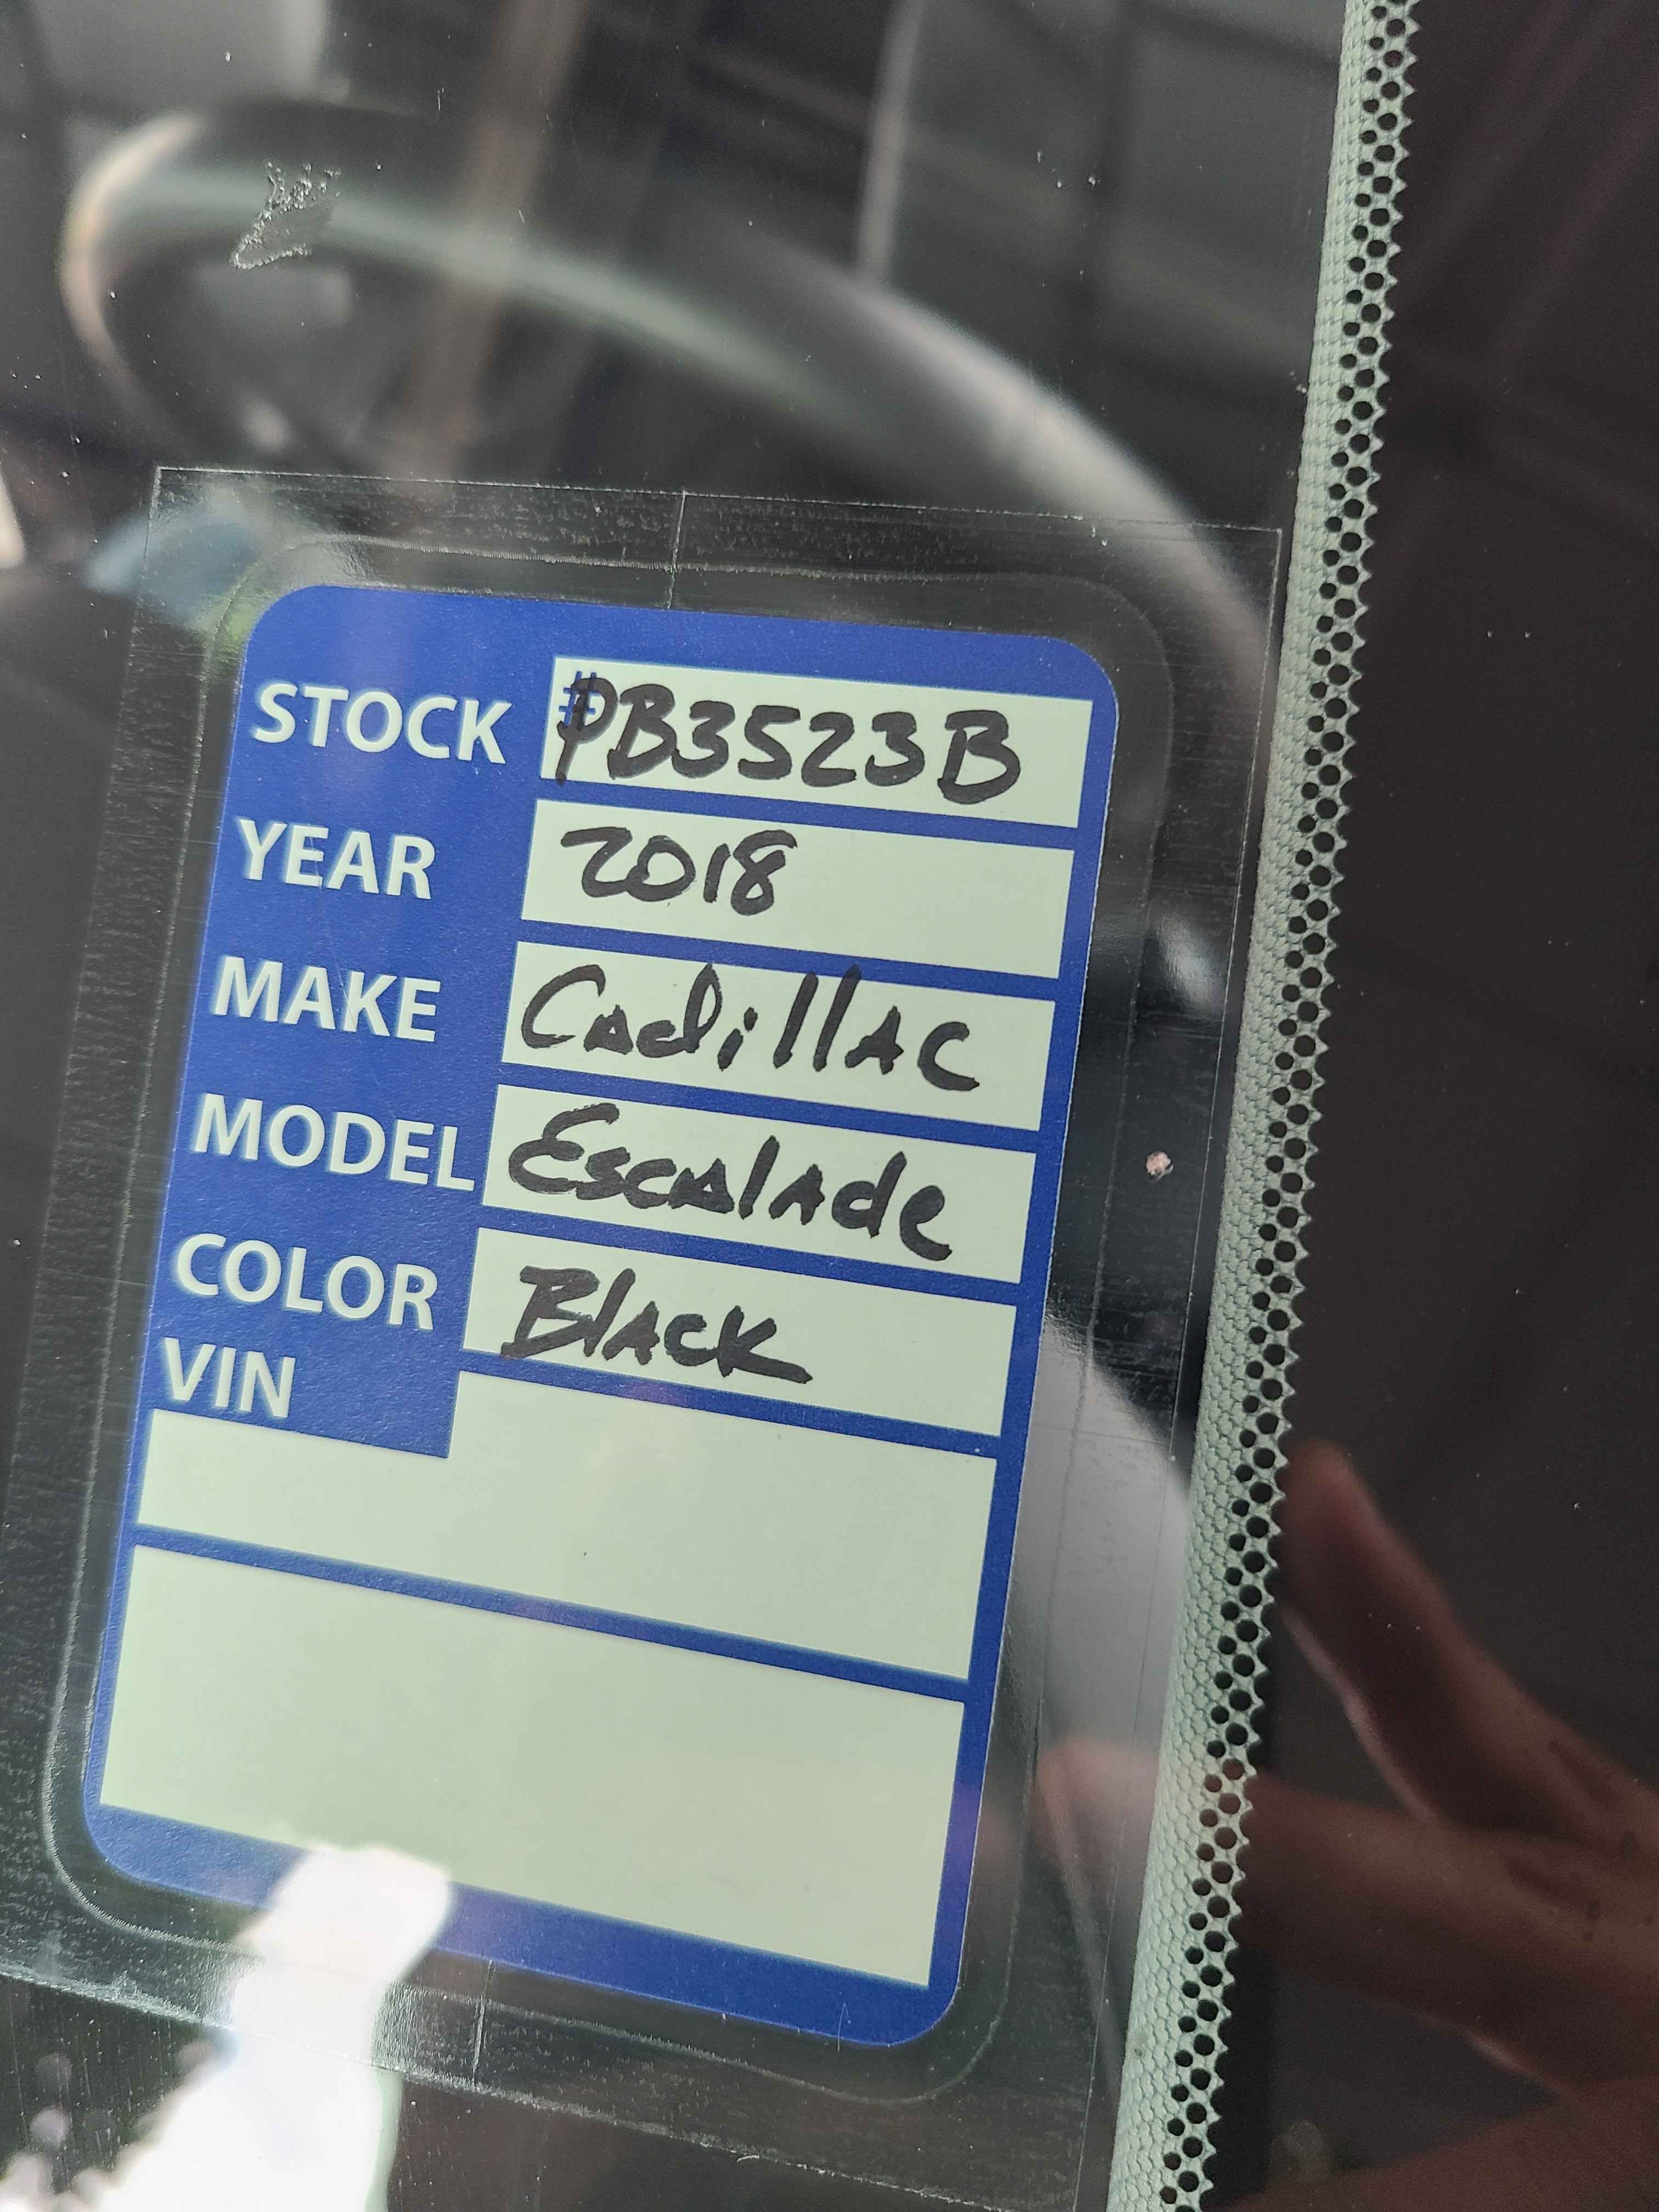 STOCK #PB3523B
YEAR 2018
MAKE Cadillac
MODEL Escalade
COLOR Black
VIN